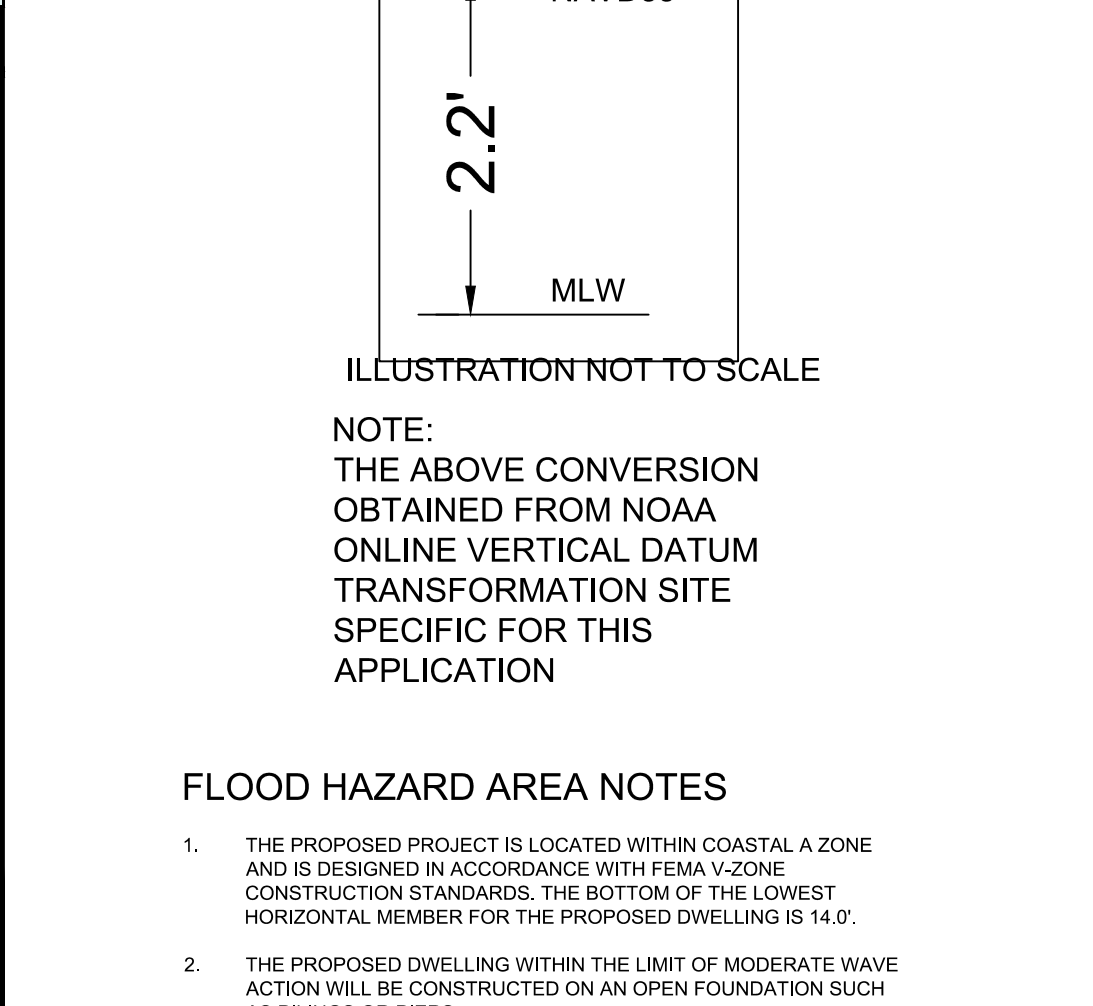 2.2'
MLW
ILLUSTRATION NOT TO SCALE
NOTE:
THE ABOVE CONVERSION
OBTAINED FROM NOAA
ONLINE VERTICAL DATUM
TRANSFORMATION SITE
SPECIFIC FOR THIS
APPLICATION
FLOOD HAZARD AREA NOTES
1. THE PROPOSED PROJECT IS LOCATED WITHIN COASTAL A ZONE
AND IS DESIGNED IN ACCORDANCE WITH FEMA V-ZONE
CONSTRUCTION STANDARDS. THE BOTTOM OF THE LOWEST
HORIZONTAL MEMBER FOR THE PROPOSED DWELLING IS 14.0'.
2. THE PROPOSED DWELLING WITHIN THE LIMIT OF MODERATE WAVE
ACTION WILL BE CONSTRUCTED ON AN OPEN FOUNDATION SUCH